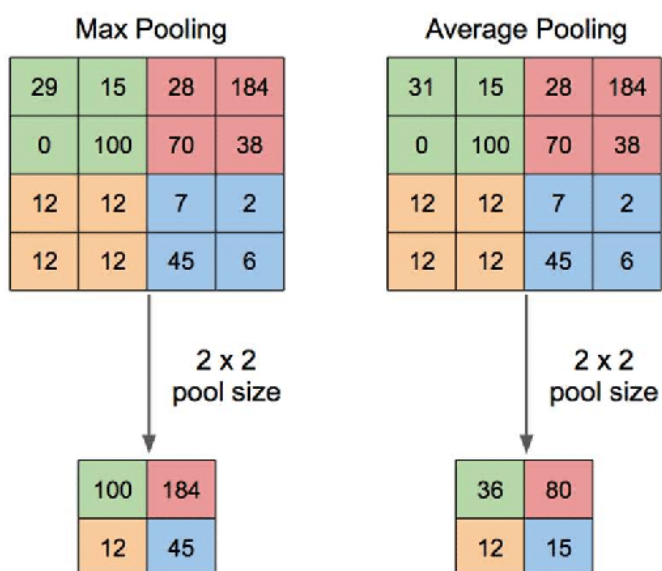 Max Pooling
29 15 28 184
0 100 70 38
12 12 7 2
12 12 45 6
2 x 2
pool size
100 184
12 45
Average Pooling
31 15 28 184
0 100 70 38
12 12 7 2
12 12 45 6
2 x 2
pool size
36 80
12 15